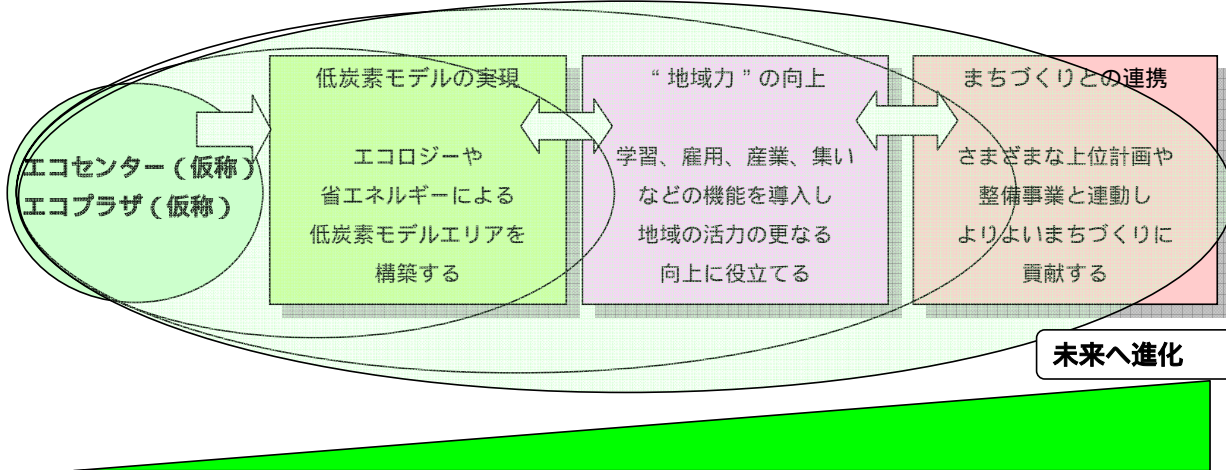 エコセンター（仮称）
エコプラザ（仮称）
低炭素モデルの実現
エコロジーや
省エネルギーによる
低炭素モデルエリアを
構築する
“地域力”の向上
学習、雇用、産業、集い
などの機能を導入し
地域の活力の更なる
向上に役立てる
まちづくりとの連携
さまざまな上位計画や
整備事業と連動し
よりよいまちづくりに
貢献する
未来へ進化